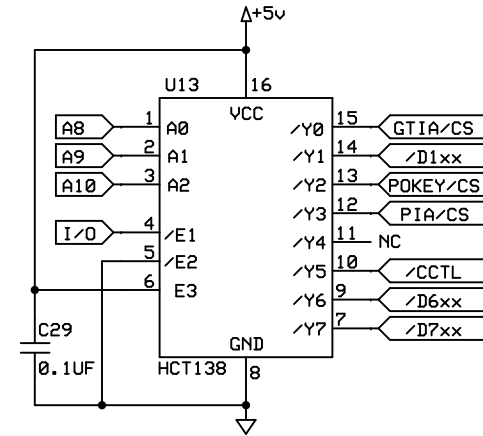 +5v
U13
16
VCC
A8 1 A0 /Y0 15 GTIA/CS
A9 2 A1 /Y1 14 /D1xx
A10 3 A2 /Y2 13 POKEY/CS
/Y3 12 PIA/CS
I/O 4 /E1 /Y4 11 NC
5 /E2 /Y5 10 /CCTL
6 E3 /Y6 9 /D6xx
C29 /Y7 7 /D7xx
GND
0.1UF HCT138 8